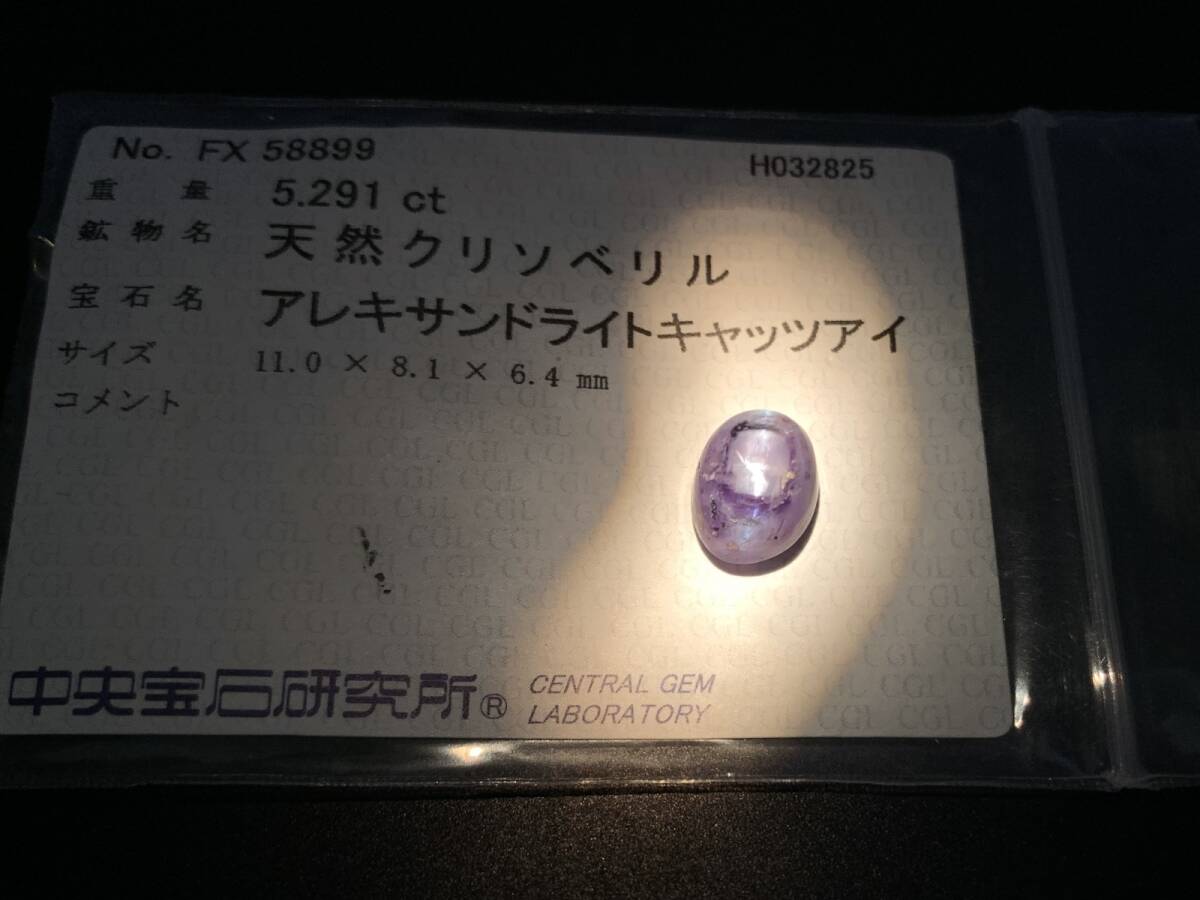 No. FX 58899
H032825
重量 5.291 ct
鉱物名 天然クリソベリル
宝石名 アレキサンドライトキャッツアイ
サイズ 11.0 × 8.1 × 6.4 mm
コメント
中央宝石研究所® CENTRAL GEM
LABORATORY